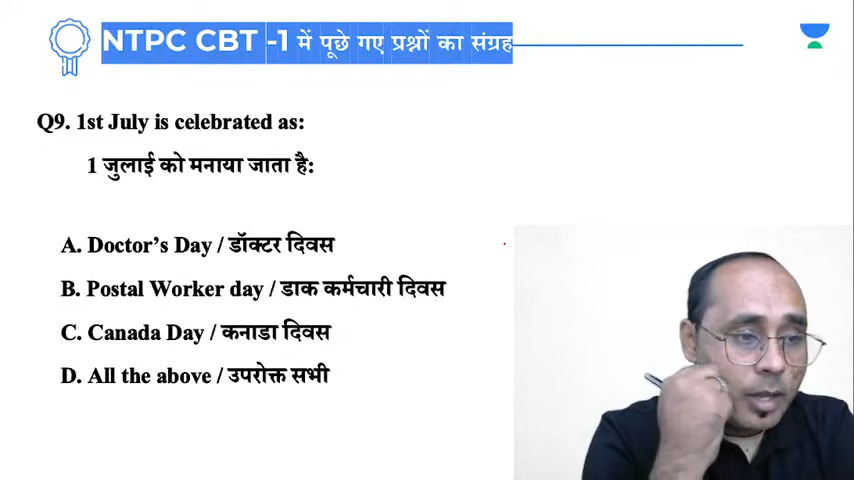 NTPC CBT -1 में पूछे गए प्रश्नों का संग्रह
Q9. 1st July is celebrated as:
1 जुलाई को मनाया जाता है:
A. Doctor’s Day / डॉक्टर दिवस
B. Postal Worker day / डाक कर्मचारी दिवस
C. Canada Day / कनाडा दिवस
D. All the above / उपरोक्त सभी